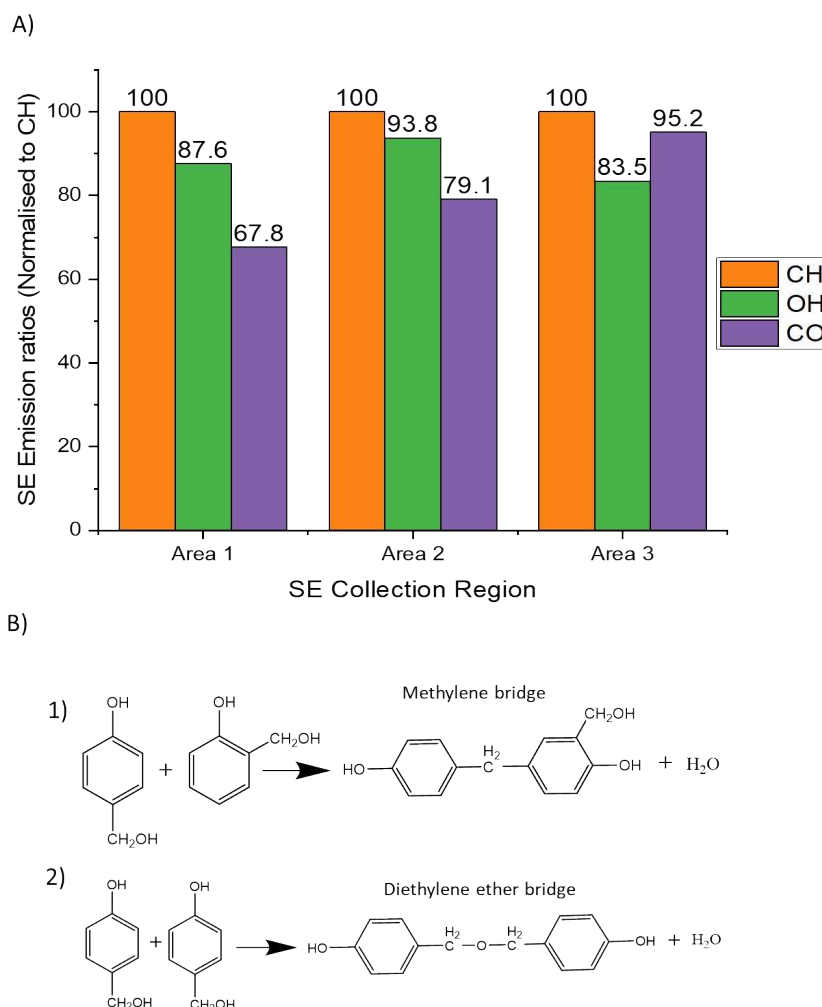 A)
SE Emission ratios (Normalised to CH)
100
80
60
40
20
0
100
87.6
67.8
100
93.8
79.1
100
83.5
95.2
CH
OH
CO
Area 1 Area 2 Area 3
SE Collection Region
B)
1)
OH
CH₂OH
+
OH
CH₂OH
Methylene bridge
HO
H₂
C
CH₂OH
OH
+ H₂O
2)
OH
CH₂OH
+
OH
CH₂OH
Diethylene ether bridge
HO
H₂
C
O
H₂
C
OH
+ H₂O